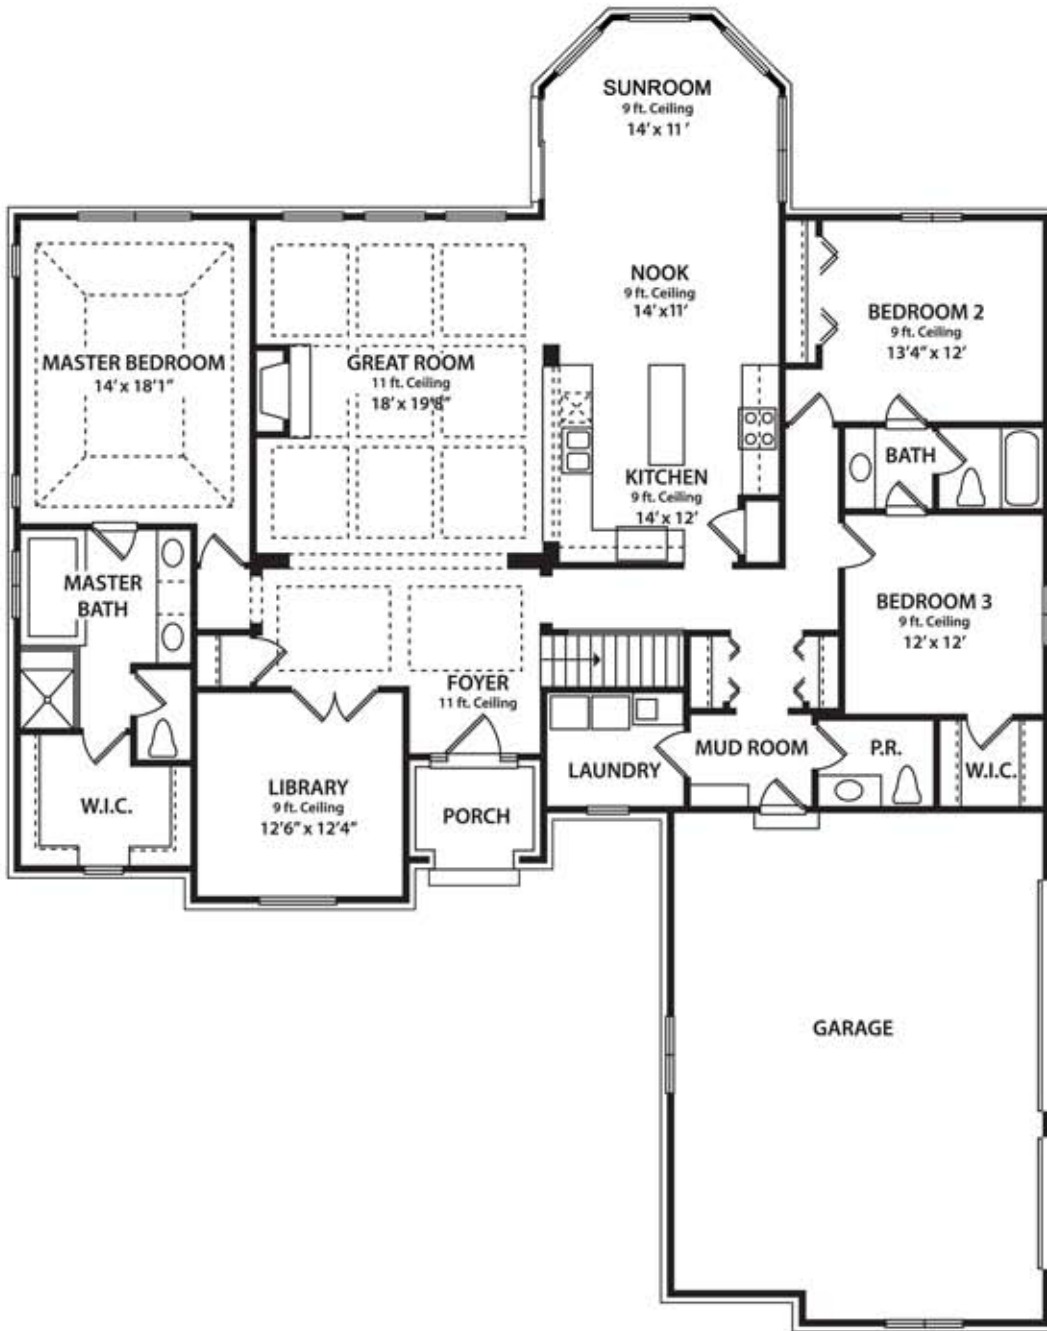 SUNROOM
9 ft. Ceiling
14' x 11'
NOOK
9 ft. Ceiling
14' x11'
BEDROOM 2
9 ft. Ceiling
13'4" x 12'
MASTER BEDROOM
14' x 18'1"
GREAT ROOM
11 ft. Ceiling
18' x 19'8"
KITCHEN
9 ft. Ceiling
14' x 12'
BATH
MASTER
BATH
BEDROOM 3
9 ft. Ceiling
12' x 12'
FOYER
11 ft. Ceiling
LAUNDRY
MUD ROOM
P.R.
W.I.C.
W.I.C.
LIBRARY
9 ft. Ceiling
12'6" x 12'4"
PORCH
GARAGE